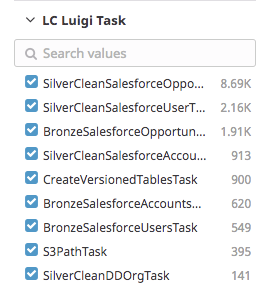 LC Luigi Task
Search values
SilverCleanSalesforceOppo... 8.69K
SilverCleanSalesforceUserT... 2.16K
BronzeSalesforceOpportun... 1.91K
SilverCleanSalesforceAccou... 913
CreateVersionedTablesTask 900
BronzeSalesforceAccounts... 620
BronzeSalesforceUsersTask 549
S3PathTask 395
SilverCleanDDOrgTask 141